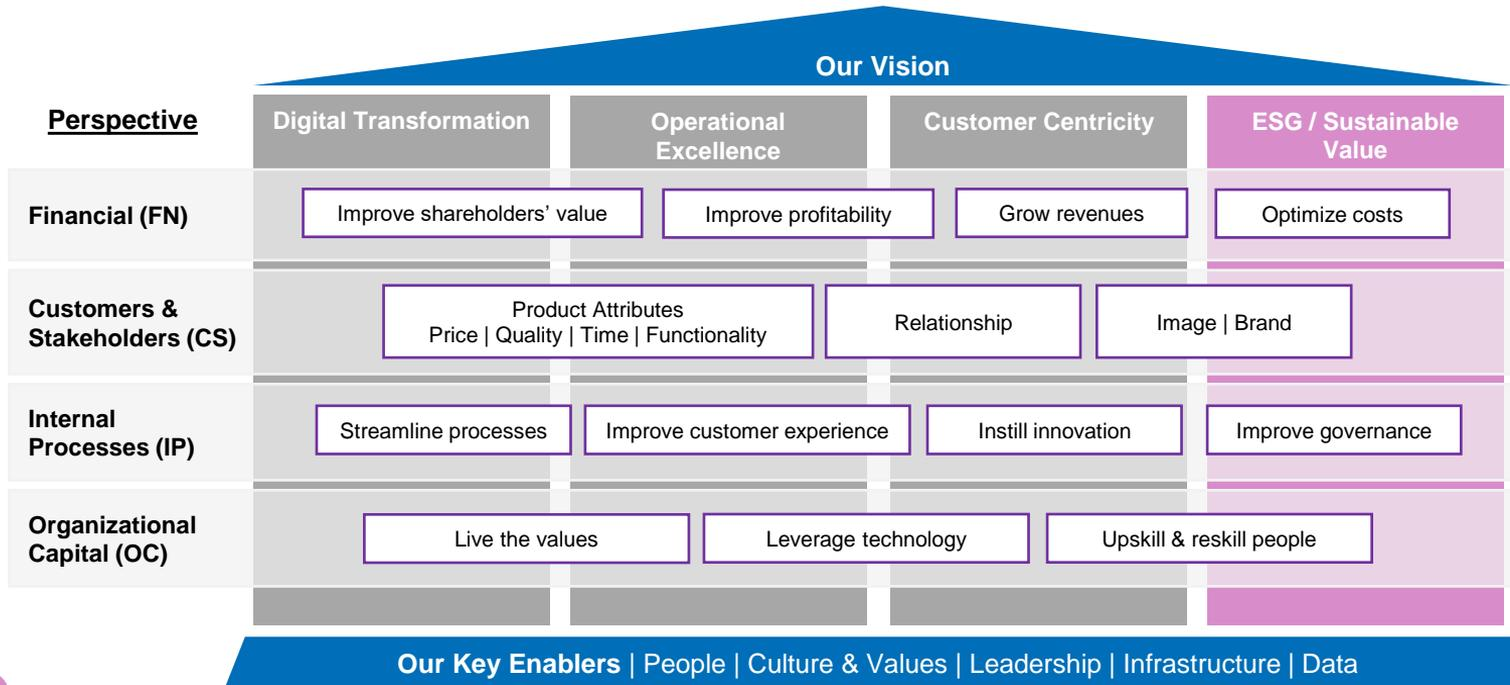 Our Vision
Perspective
Digital Transformation
Operational
Excellence
Customer Centricity
ESG / Sustainable
Value
Financial (FN)
Improve shareholders’ value
Improve profitability
Grow revenues
Optimize costs
Customers &
Stakeholders (CS)
Product Attributes
Price | Quality | Time | Functionality
Relationship
Image | Brand
Internal
Processes (IP)
Streamline processes
Improve customer experience
Instill innovation
Improve governance
Organizational
Capital (OC)
Live the values
Leverage technology
Upskill & reskill people
Our Key Enablers | People | Culture & Values | Leadership | Infrastructure | Data